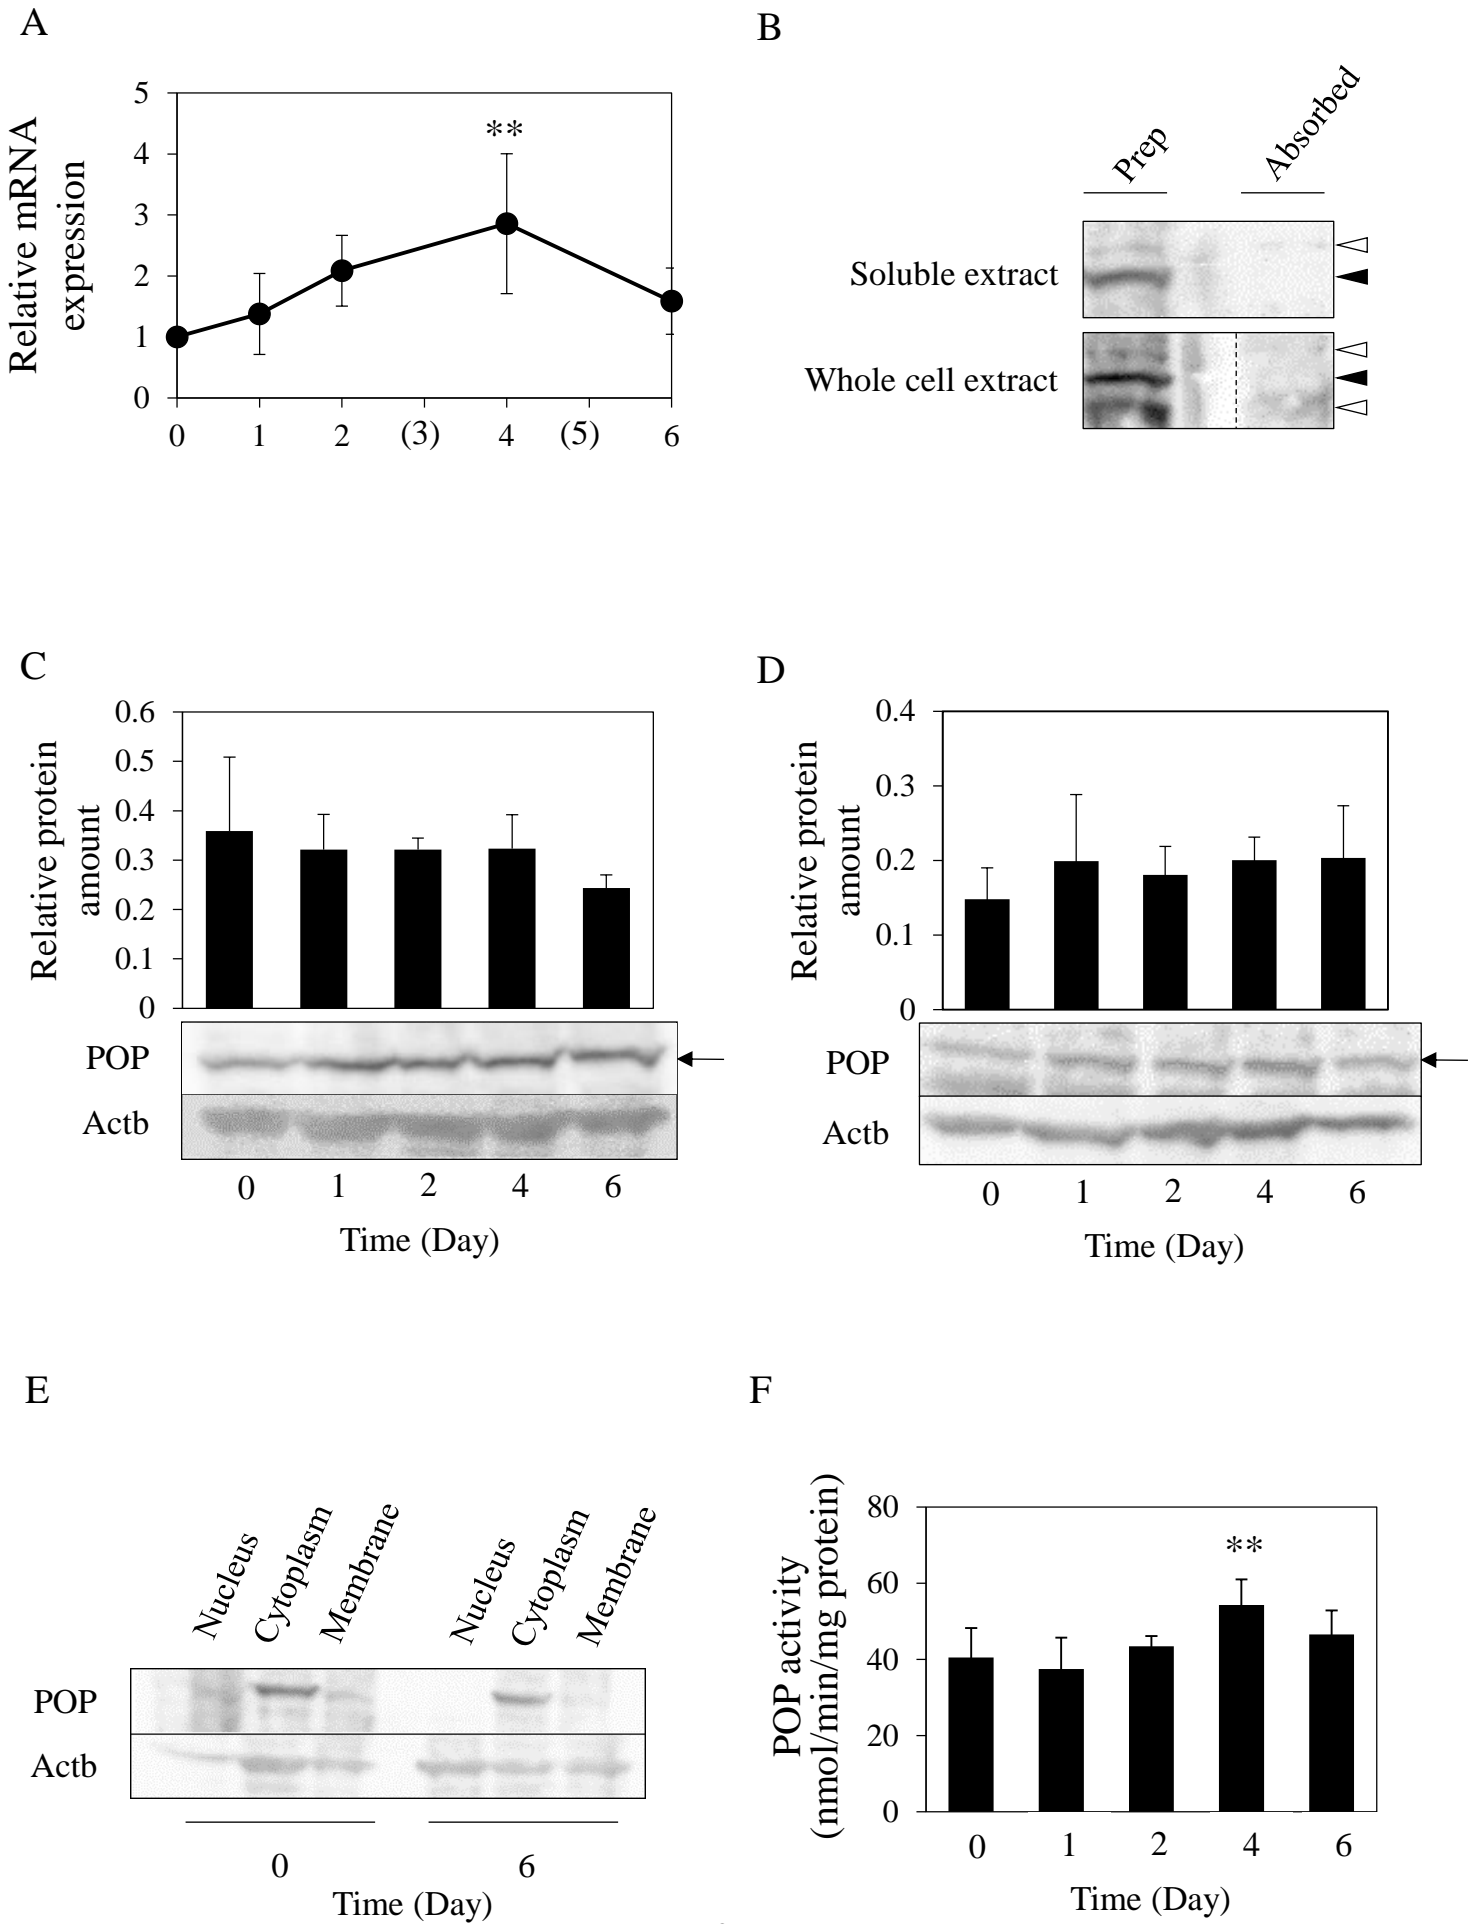 A
Relative mRNA
expression
5
4
3
2
1
0
**
0 1 2 (3) 4 (5) 6
B
Prep Absorbed
Soluble extract
Whole cell extract
C
Relative protein
amount
0.6
0.5
0.4
0.3
0.2
0.1
0
POP
Actb
0 1 2 4 6
Time (Day)
D
Relative protein
amount
0.4
0.3
0.2
0.1
0
POP
Actb
0 1 2 4 6
Time (Day)
E
Nucleus Cytoplasm Membrane Nucleus Cytoplasm Membrane
POP
Actb
0 6
Time (Day)
F
POP activity
(nmol/min/mg protein)
80
60
40
20
0
**
0 1 2 4 6
Time (Day)